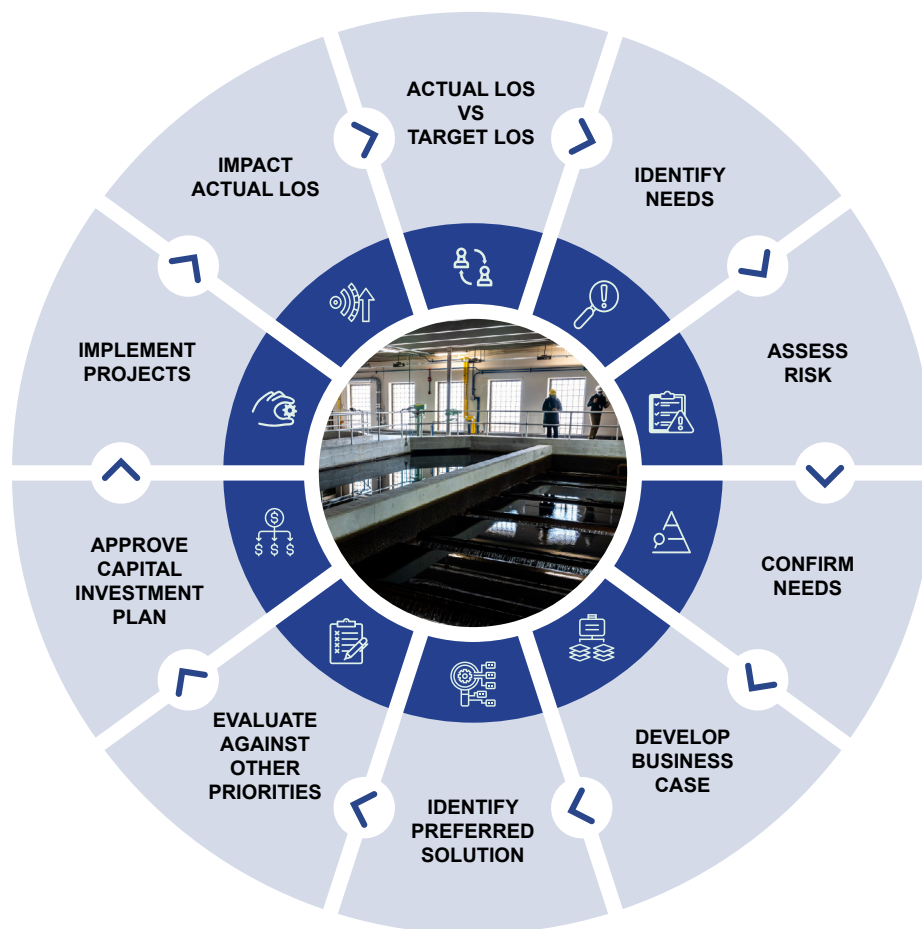 ACTUAL LOS
VS
TARGET LOS
IDENTIFY
NEEDS
ASSESS
RISK
CONFIRM
NEEDS
DEVELOP
BUSINESS
CASE
IDENTIFY
PREFERRED
SOLUTION
EVALUATE
AGAINST
OTHER
PRIORITIES
APPROVE
CAPITAL
INVESTMENT
PLAN
IMPLEMENT
PROJECTS
IMPACT
ACTUAL LOS